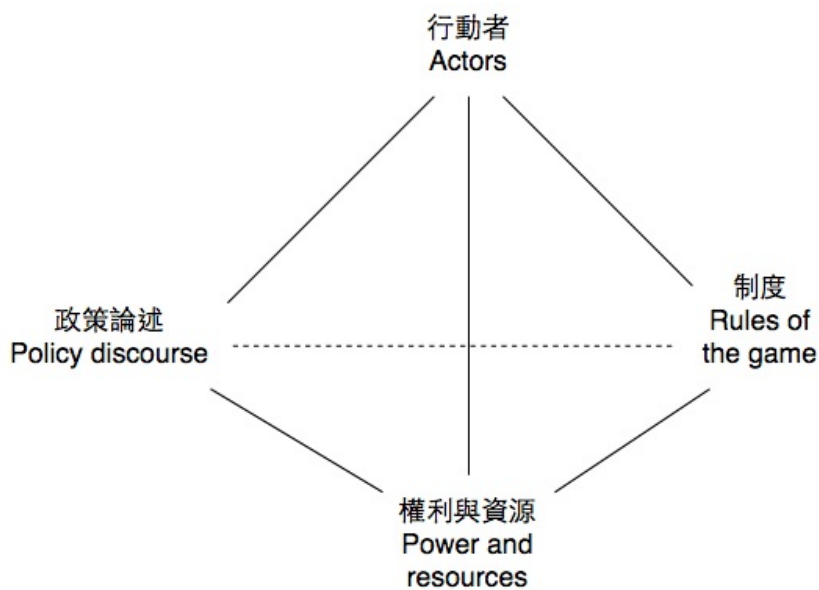 行動者
Actors
政策論述
Policy discourse
制度
Rules of
the game
權利與資源
Power and
resources